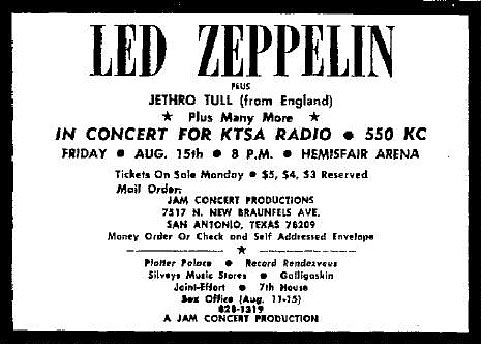 LED ZEPPELIN
PLUS
JETHRO TULL (from England)
★ Plus Many More ★
IN CONCERT FOR KTSA RADIO • 550 KC
FRIDAY • AUG. 15th • 8 P.M. • HEMISFAIR ARENA
Tickets On Sale Monday • $5, $4, $3 Reserved
Mail Order:
JAM CONCERT PRODUCTIONS
7517 N. NEW BRAUNFELS AVE.
SAN ANTONIO, TEXAS 78209
Money Order Or Check and Self Addressed Envelope
★
Platter Palace • Record Rendezvous
Silveys Music Stores • Galligaskin
Joint-Effort • 7th House
Box Office (Aug. 11-15)
828-1319
A JAM CONCERT PRODUCTION